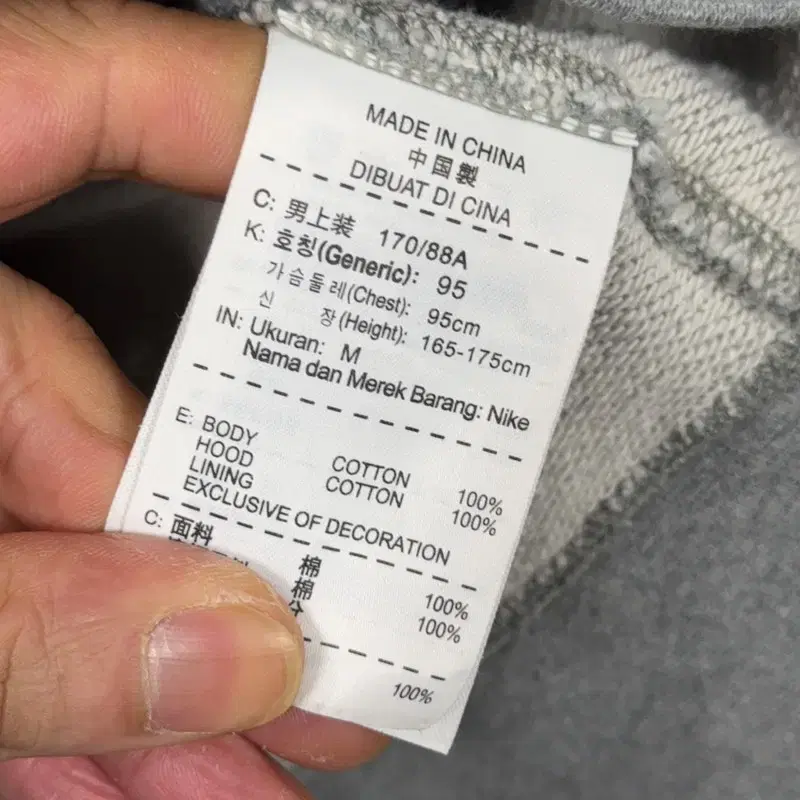 MADE IN CHINA
中国製
DIBUAT DI CINA
C: 男上装 170/88A
K: 호칭(Generic): 95
가슴둘레(Chest): 95cm
신 장(Height): 165-175cm
IN: Ukuran: M
Nama dan Merek Barang: Nike
E: BODY COTTON 100%
HOOD COTTON 100%
LINING
EXCLUSIVE OF DECORATION
C: 面料 棉 100%
棉 100%
100%